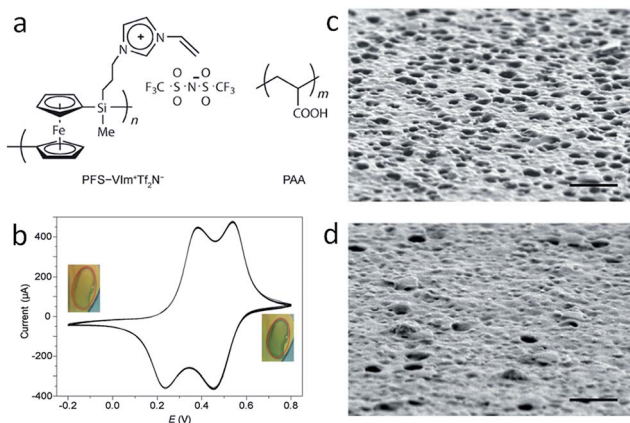 a
N
+
N
O
O
F₃C
S
N
−
S
CF₃
O
O
Si
n
Me
Fe
PFS−VIm⁺Tf₂N⁻
m
COOH
PAA
b
400
200
0
-200
-400
Current (µA)
-0.2
0.0
0.2
0.4
0.6
0.8
E (V)
c
d